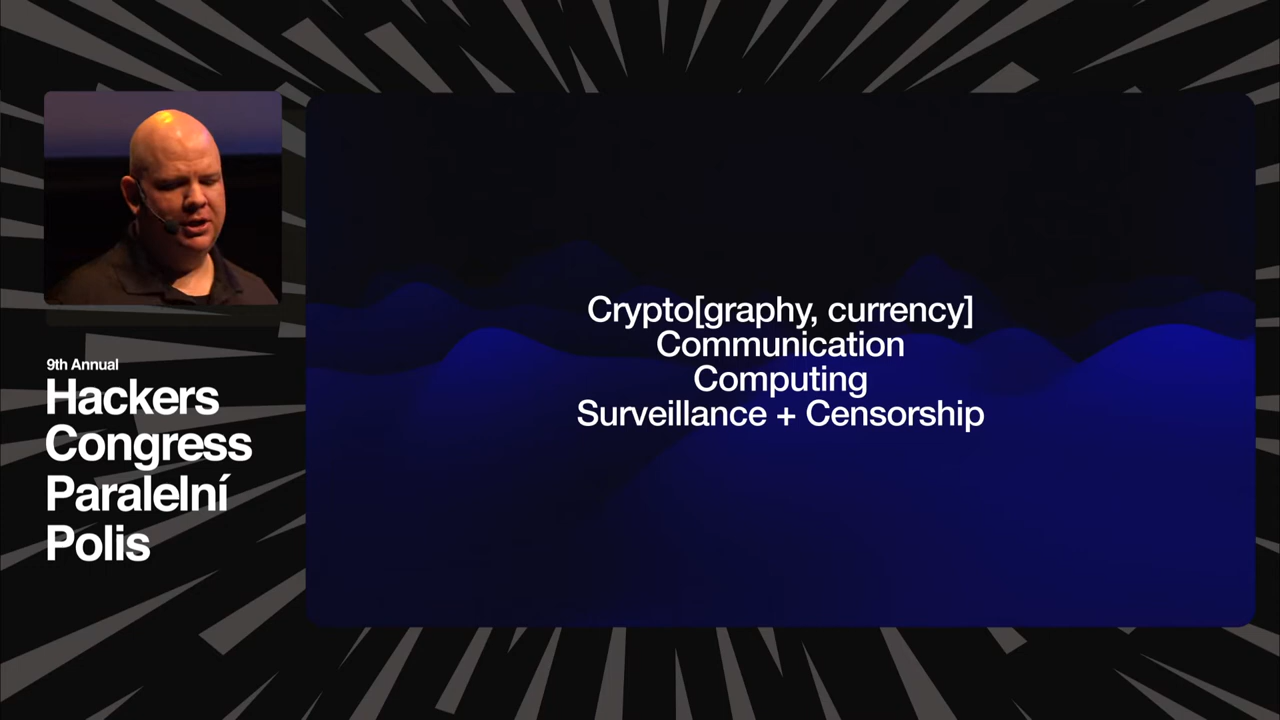 9th Annual
Hackers
Congress
Paralelní
Polis
Crypto[graphy, currency]
Communication
Computing
Surveillance + Censorship